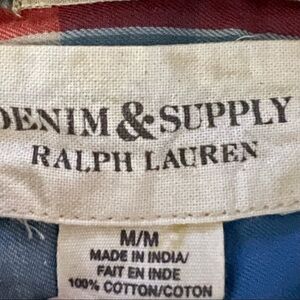 DENIM & SUPPLY
RALPH LAUREN
M/M
MADE IN INDIA/
FAIT EN INDE
100% COTTON/COTON